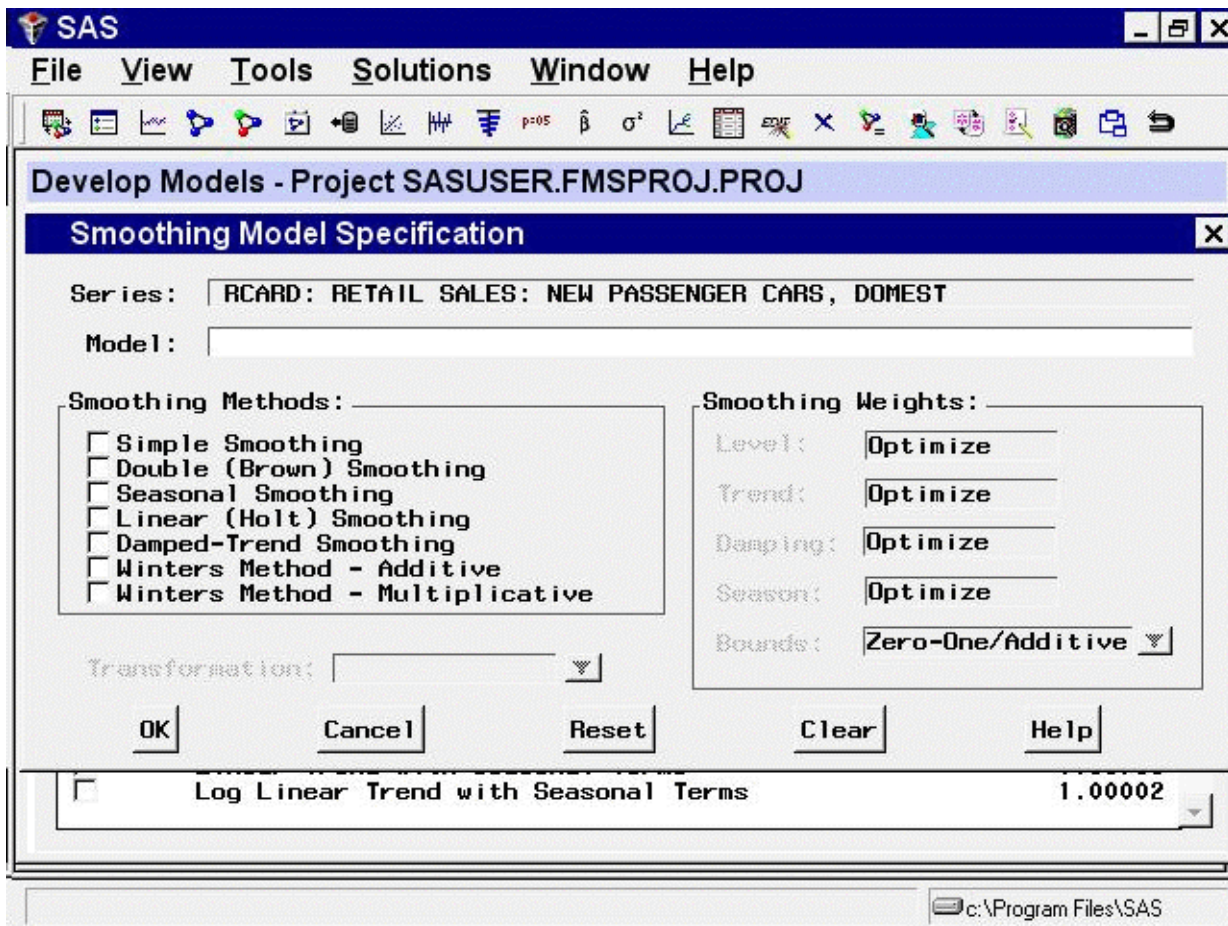 SAS
File View Tools Solutions Window Help
p=05 β̂ σ² EDIT
Develop Models - Project SASUSER.FMSPROJ.PROJ
Smoothing Model Specification
Series: RCARD: RETAIL SALES: NEW PASSENGER CARS, DOMEST
Model:
Smoothing Methods:
Simple Smoothing
Double (Brown) Smoothing
Seasonal Smoothing
Linear (Holt) Smoothing
Damped-Trend Smoothing
Winters Method - Additive
Winters Method - Multiplicative
Transformation:
Smoothing Weights:
Level: Optimize
Trend: Optimize
Damping: Optimize
Season: Optimize
Bounds: Zero-One/Additive
OK Cancel Reset Clear Help
Log Linear Trend with Seasonal Terms 1.00002
c:\Program Files\SAS